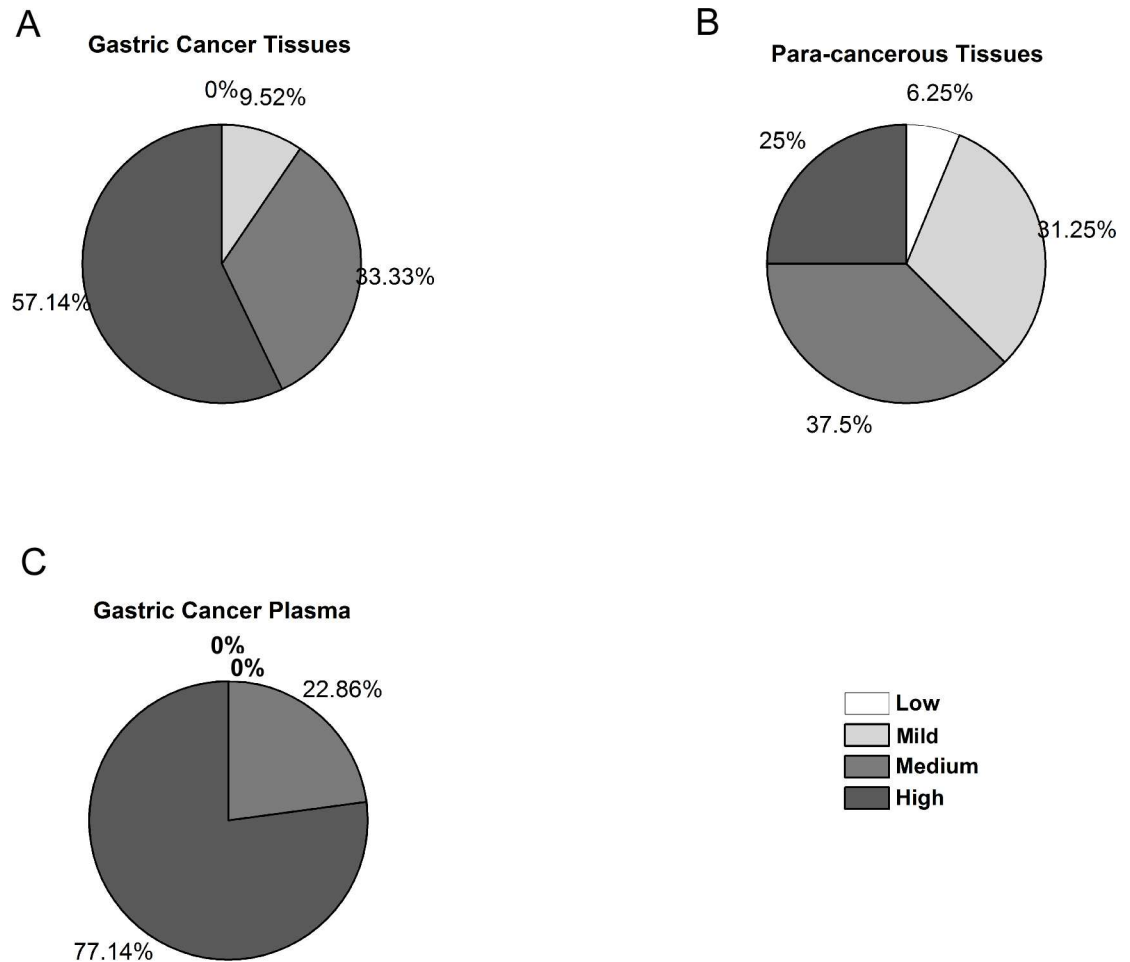 A
Gastric Cancer Tissues
0%
9.52%
33.33%
57.14%
B
Para-cancerous Tissues
6.25%
25%
31.25%
37.5%
C
Gastric Cancer Plasma
0%
0%
22.86%
77.14%
Low
Mild
Medium
High